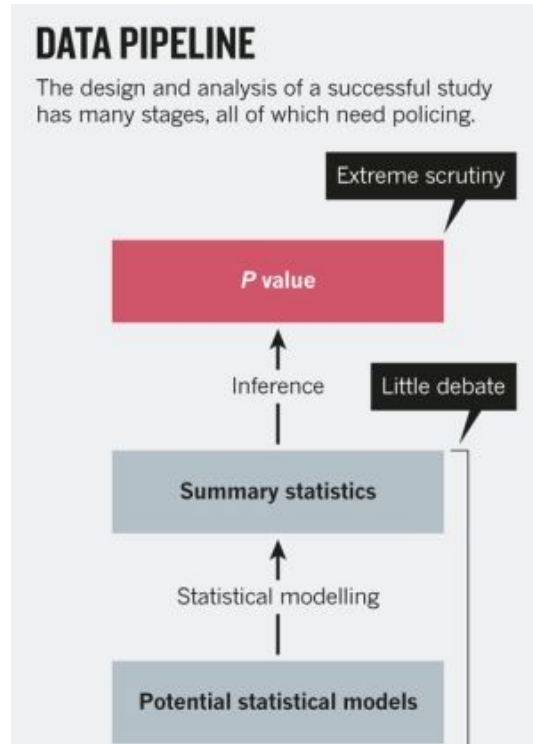 DATA PIPELINE
The design and analysis of a successful study
has many stages, all of which need policing.
Extreme scrutiny
P value
Inference
Little debate
Summary statistics
Statistical modelling
Potential statistical models